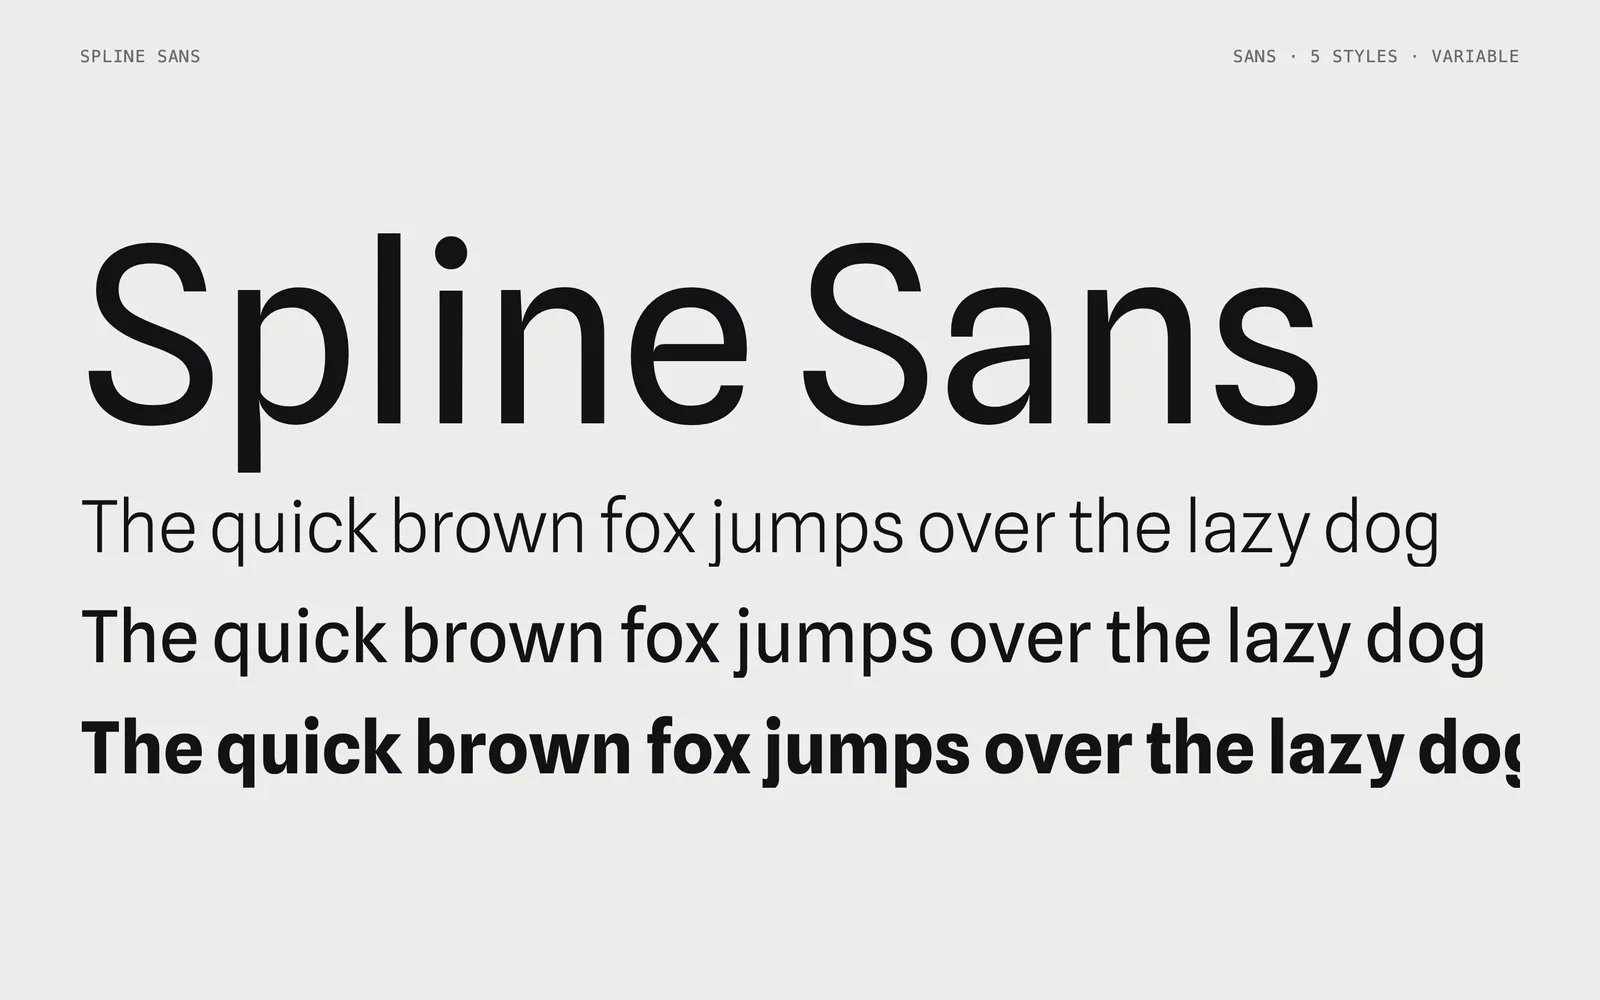 SPLINE SANS
SANS · 5 STYLES · VARIABLE
Spline Sans
The quick brown fox jumps over the lazy dog
The quick brown fox jumps over the lazy dog
The quick brown fox jumps over the lazy dog